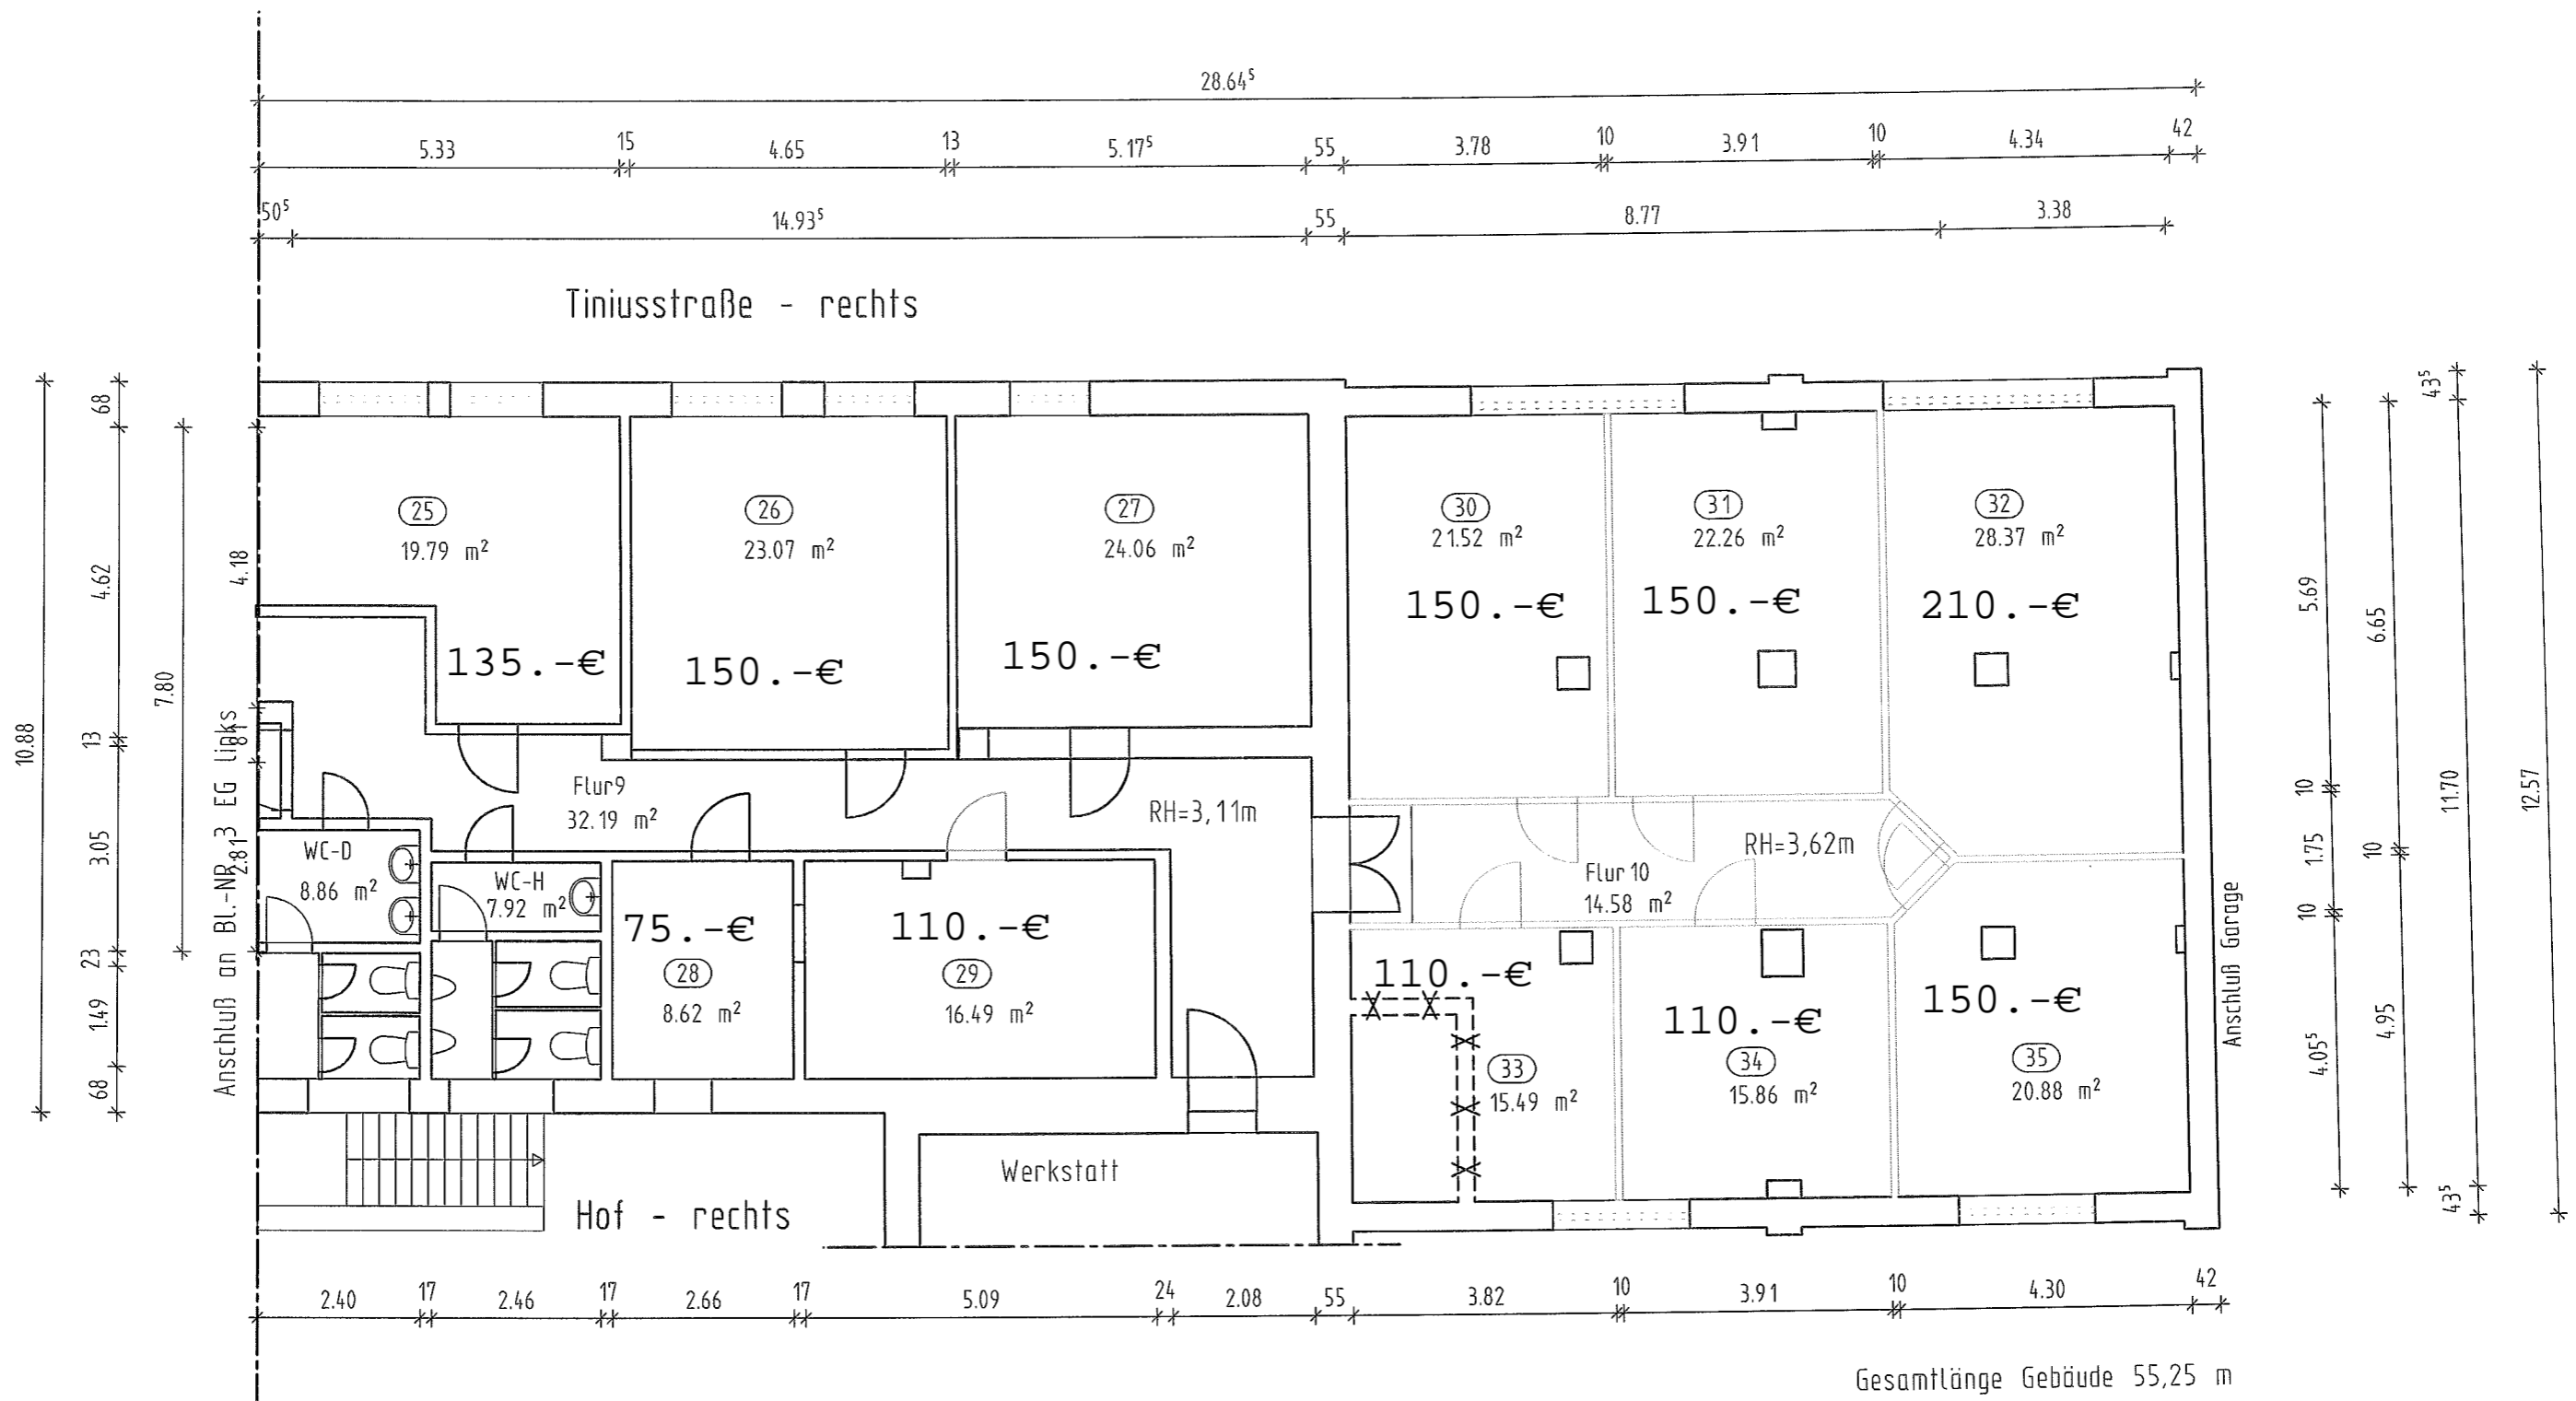 28.64⁵
5.33 15 4.65 13 5.17⁵ 55 3.78 10 3.91 10 4.34 42
50⁵ 14.93⁵ 55 8.77 3.38
Tiniusstraße - rechts
25
19.79 m²
135.-€
26
23.07 m²
150.-€
27
24.06 m²
150.-€
30
21.52 m²
150.-€
31
22.26 m²
150.-€
32
28.37 m²
210.-€
10.88
68 4.62 13 3.05 23 1.49 68
7.80
4.18 81 2.81
Anschluß an BL.-NR. 3 EG links
Flur9
32.19 m²
RH=3,11m
WC-D
8.86 m²
WC-H
7.92 m²
75.-€
28
8.62 m²
110.-€
29
16.49 m²
Flur 10
14.58 m²
RH=3,62m
110.-€
33
15.49 m²
110.-€
34
15.86 m²
150.-€
35
20.88 m²
Anschluß Garage
5.69 10 1.75 10 4.05⁵
6.65 10 4.95
43⁵ 11.70 43⁵
12.57
Werkstatt
Hof - rechts
2.40 17 2.46 17 2.66 17 5.09 24 2.08 55 3.82 10 3.91 10 4.30 42
Gesamtlänge Gebäude 55,25 m